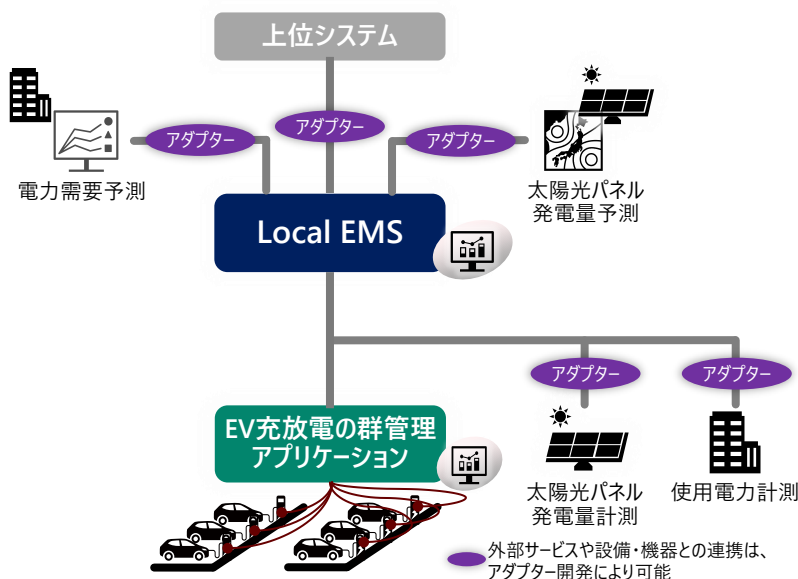 上位システム
アダプター
アダプター
アダプター
電力需要予測
太陽光パネル
発電量予測
Local EMS
アダプター
アダプター
EV充放電の群管理
アプリケーション
太陽光パネル
発電量計測
使用電力計測
外部サービスや設備・機器との連携は、
アダプター開発により可能